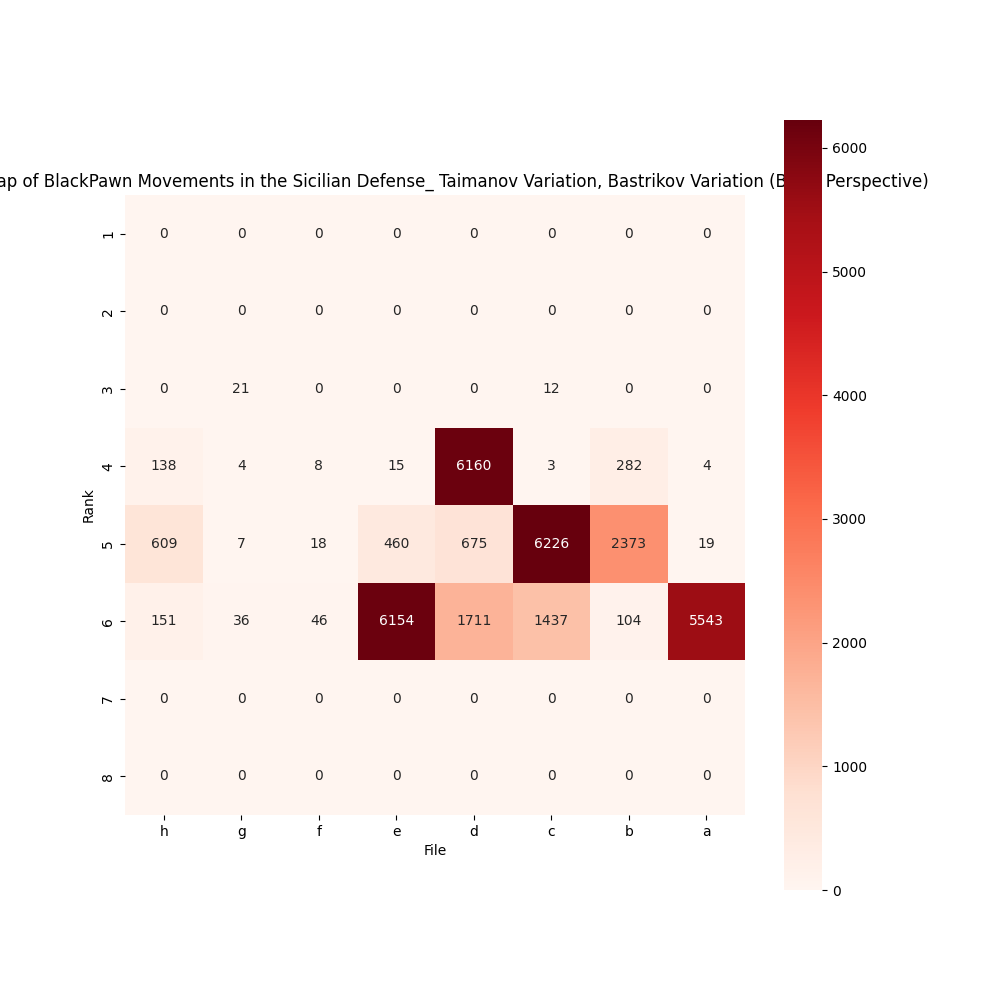 ap of BlackPawn Movements in the Sicilian Defense_ Taimanov Variation, Bastrikov Variation (B Perspective)
Rank
1 0 0 0 0 0 0 0 0
2 0 0 0 0 0 0 0 0
3 0 21 0 0 0 12 0 0
4 138 4 8 15 6160 3 282 4
5 609 7 18 460 675 6226 2373 19
6 151 36 46 6154 1711 1437 104 5543
7 0 0 0 0 0 0 0 0
8 0 0 0 0 0 0 0 0
h g f e d c b a
File
6000
5000
4000
3000
2000
1000
0